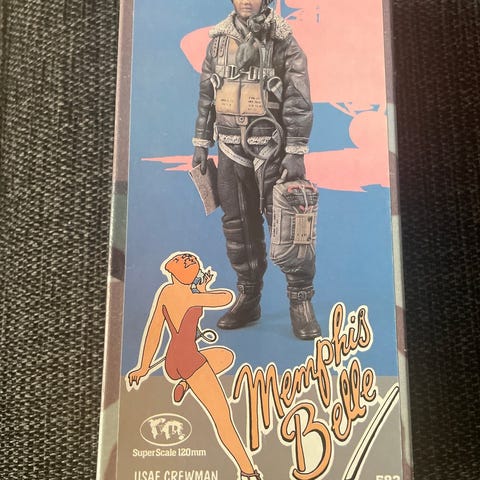 Memphis
Belle
SuperScale 120mm
USAF CREWMAN